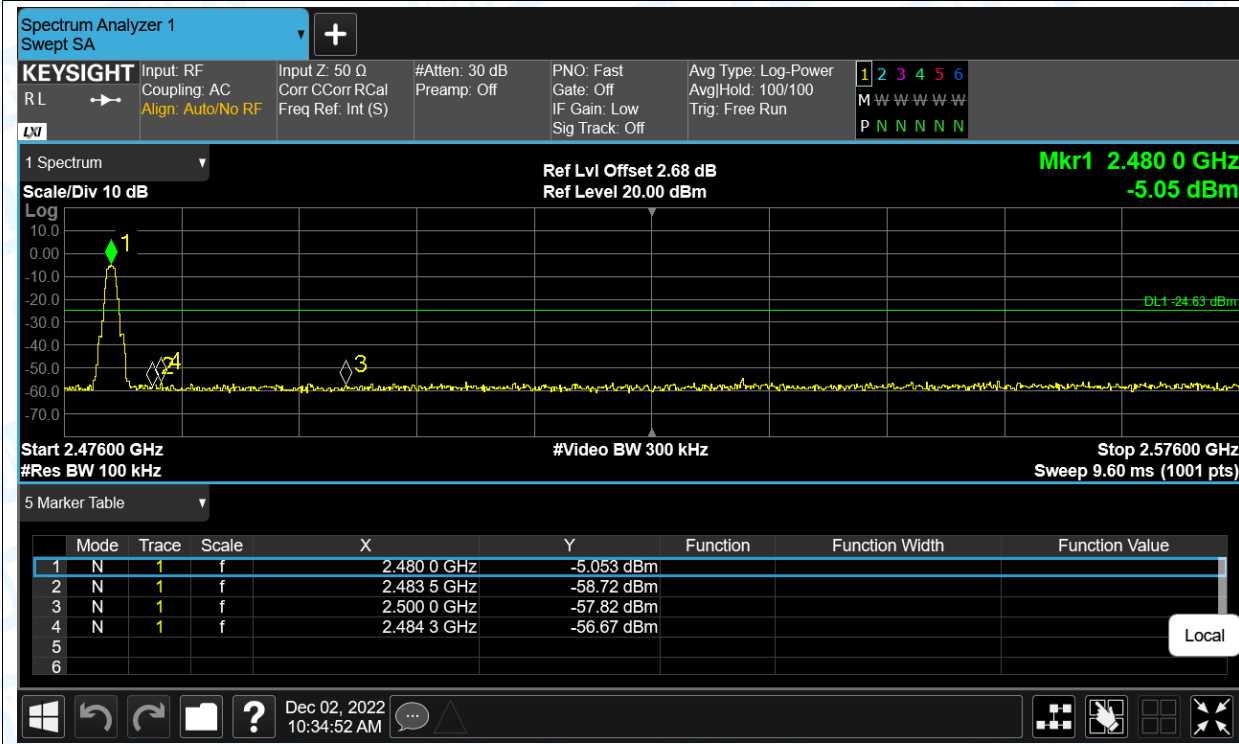 Spectrum Analyzer 1
Swept SA
+
KEYSIGHT
R L
LXI
Input: RF
Coupling: AC
Align: Auto/No RF
Input Z: 50 Ω
Corr CCorr RCal
Freq Ref: Int (S)
#Atten: 30 dB
Preamp: Off
PNO: Fast
Gate: Off
IF Gain: Low
Sig Track: Off
Avg Type: Log-Power
Avg|Hold: 100/100
Trig: Free Run
1 2 3 4 5 6
M W W W W W
P N N N N N
1 Spectrum
Scale/Div 10 dB
Ref Lvl Offset 2.68 dB
Ref Level 20.00 dBm
Mkr1 2.480 0 GHz
-5.05 dBm
Log
10.0
0.00
-10.0
-20.0
-30.0
-40.0
-50.0
-60.0
-70.0
1
2
4
3
DL1 -24.63 dBm
Start 2.47600 GHz
#Video BW 300 kHz
Stop 2.57600 GHz
#Res BW 100 kHz
Sweep 9.60 ms (1001 pts)
5 Marker Table
Mode Trace Scale X Y Function Function Width Function Value
1 N 1 f 2.480 0 GHz -5.053 dBm
2 N 1 f 2.483 5 GHz -58.72 dBm
3 N 1 f 2.500 0 GHz -57.82 dBm
4 N 1 f 2.484 3 GHz -56.67 dBm
5
6
Local
?
Dec 02, 2022
10:34:52 AM